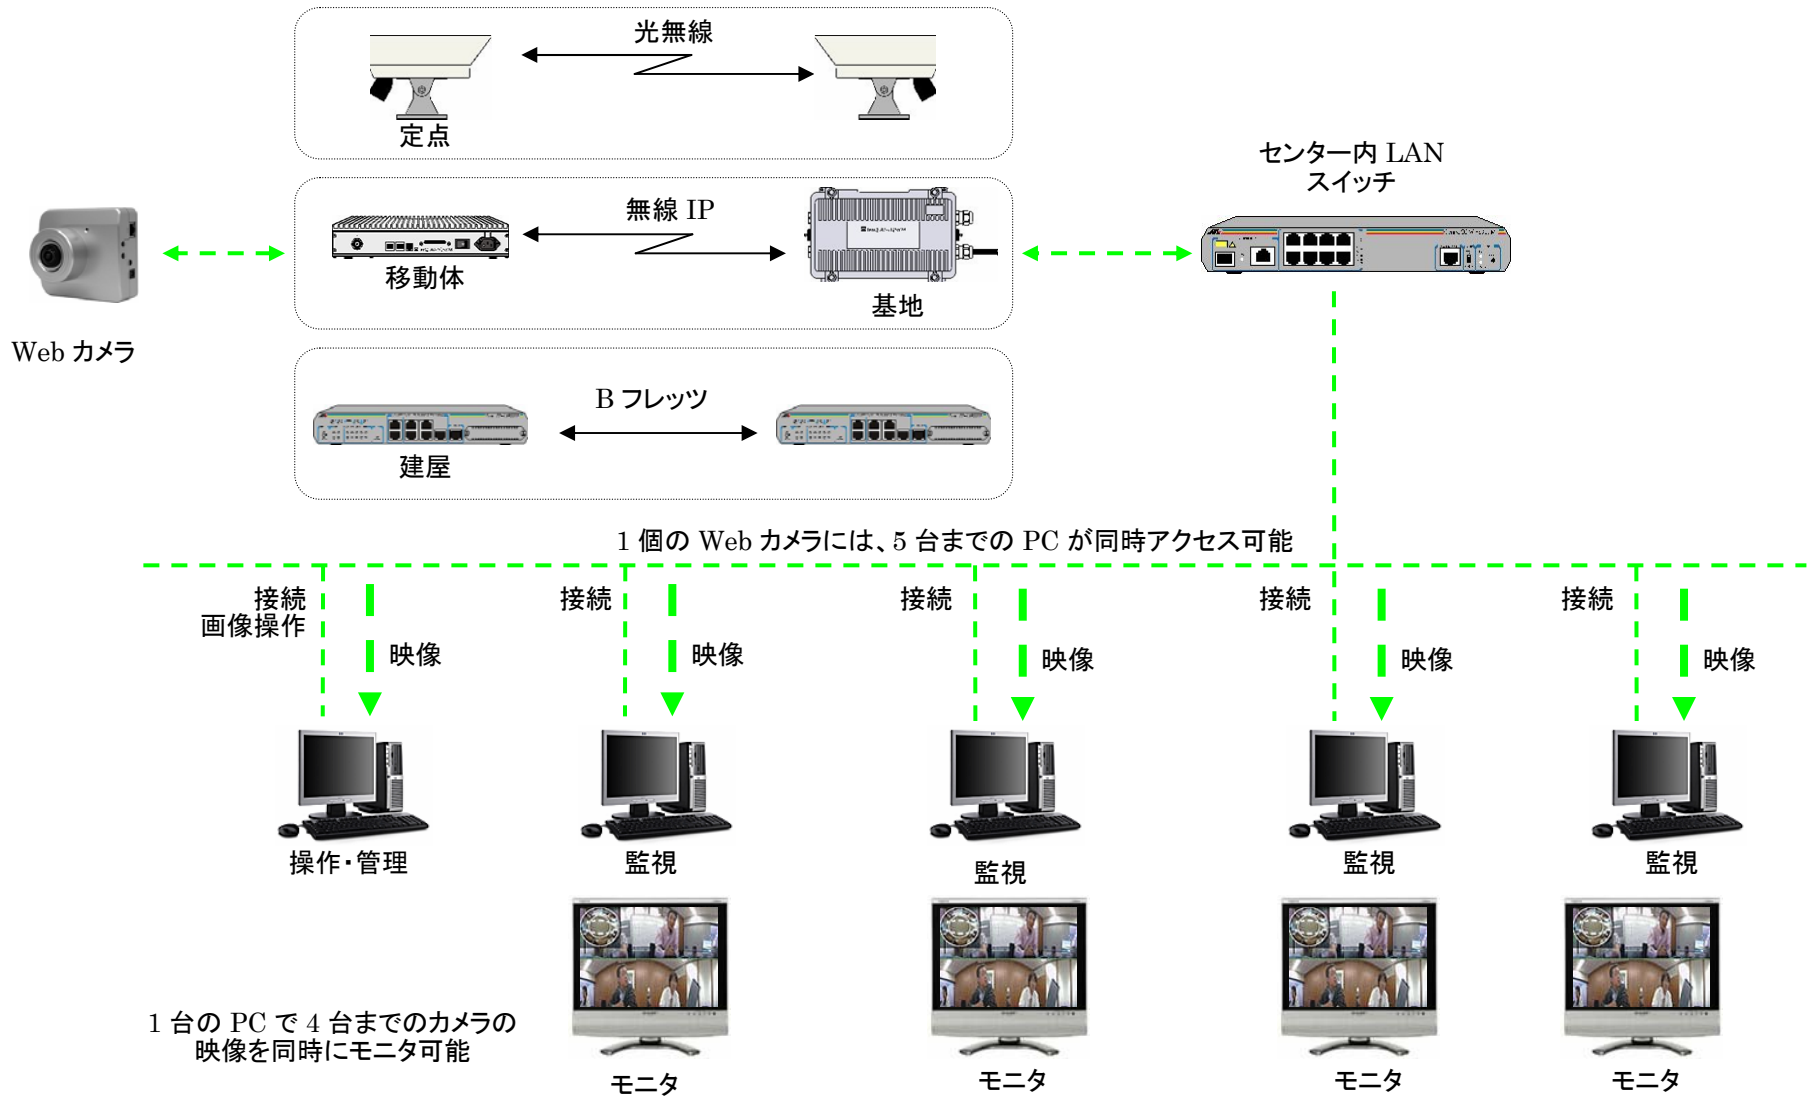 光無線
定点
センター内 LAN
スイッチ
無線 IP
移動体
基地
Web カメラ
B フレッツ
建屋
1 個の Web カメラには、5 台までの PC が同時アクセス可能
接続
画像操作
映像
接続
映像
接続
映像
接続
映像
接続
映像
操作・管理
監視
監視
監視
監視
1 台の PC で 4 台までのカメラの
映像を同時にモニタ可能
モニタ
モニタ
モニタ
モニタ